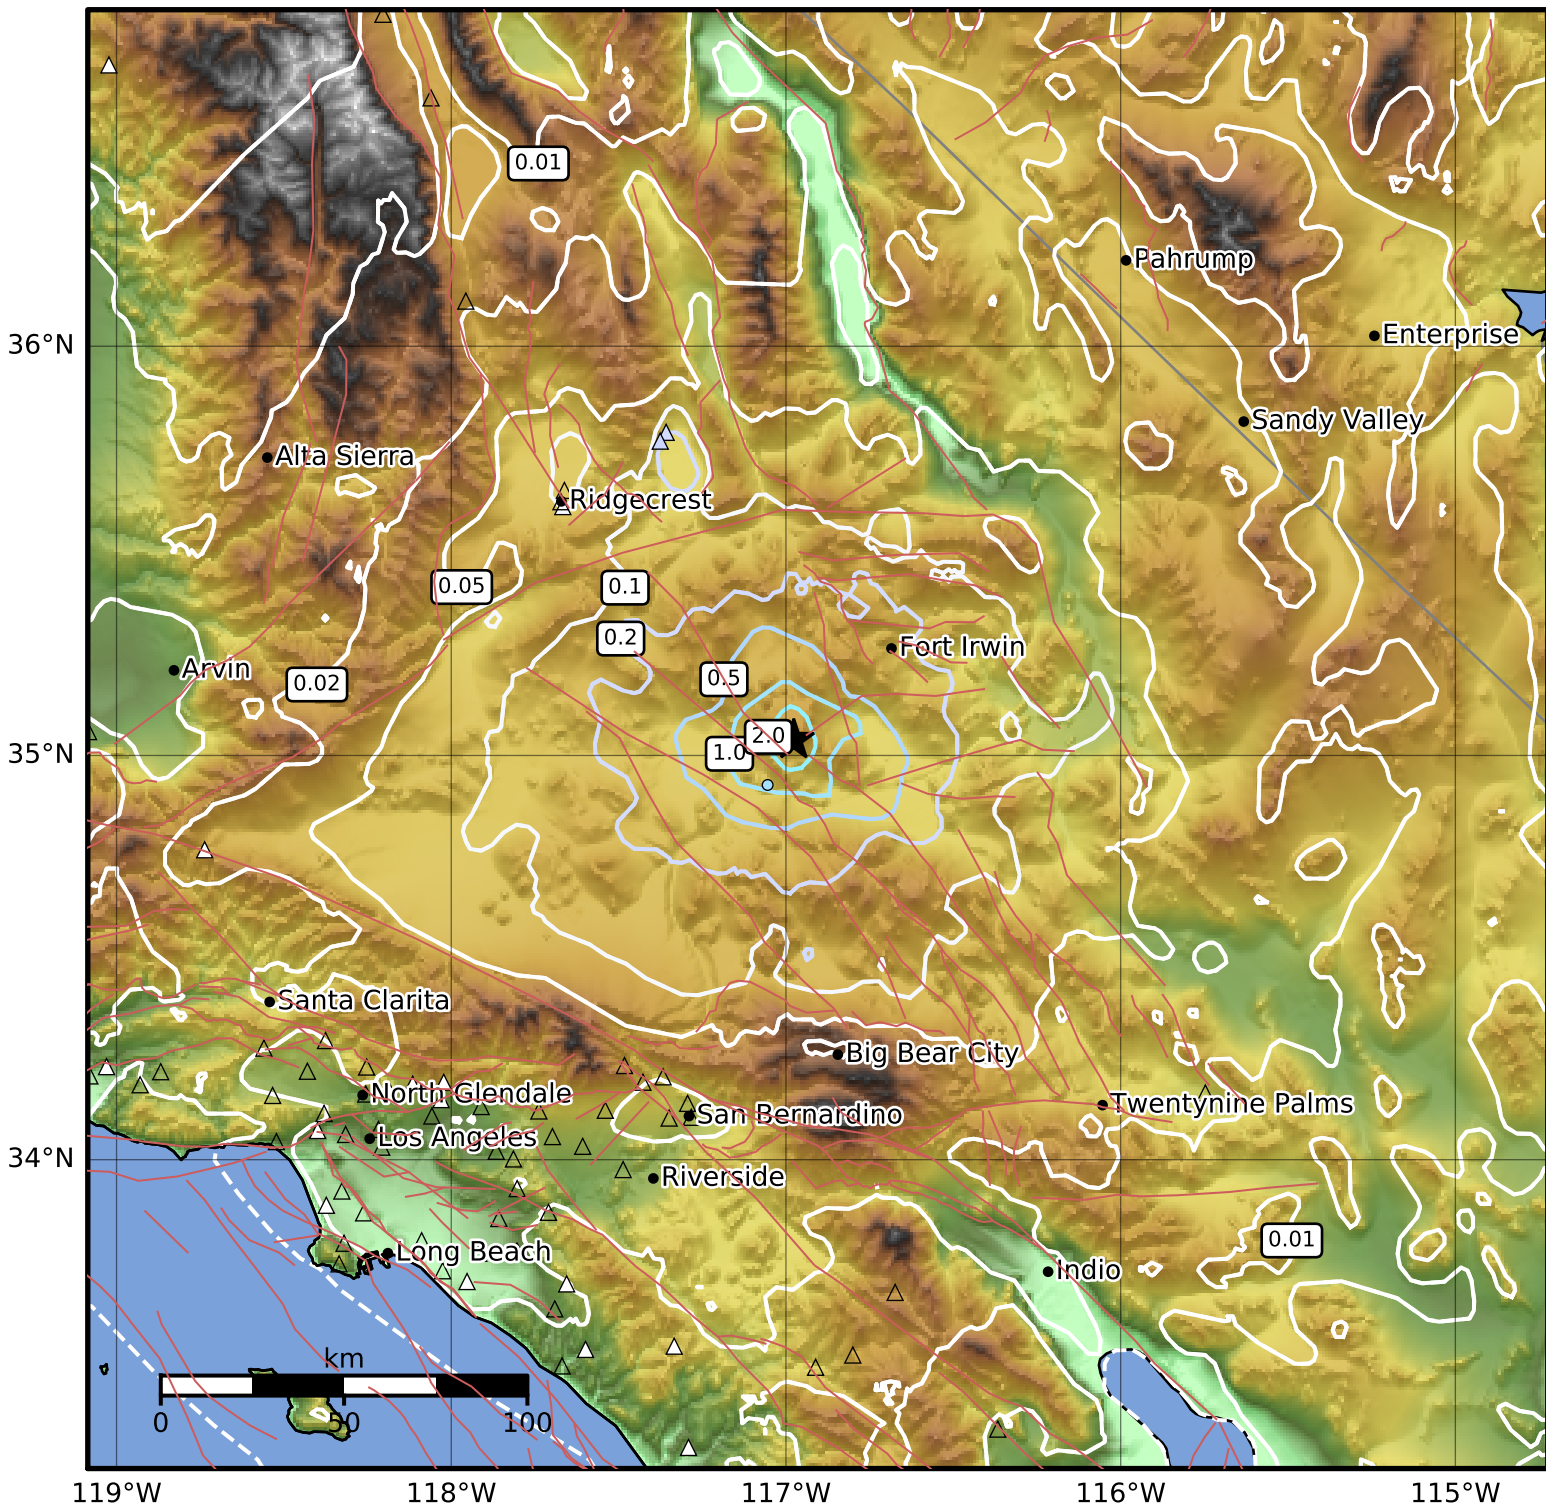 0.01
Pahrump
Enterprise
36°N
Sandy Valley
Alta Sierra
Ridgecrest
0.05
0.1
0.2
Fort Irwin
Arvin
0.02
0.5
2.0
1.0
35°N
Santa Clarita
Big Bear City
North Glendale
Twentynine Palms
San Bernardino
Los Angeles
34°N
Riverside
0.01
Long Beach
Indio
km
0 50 100
119°W 118°W 117°W 116°W 115°W